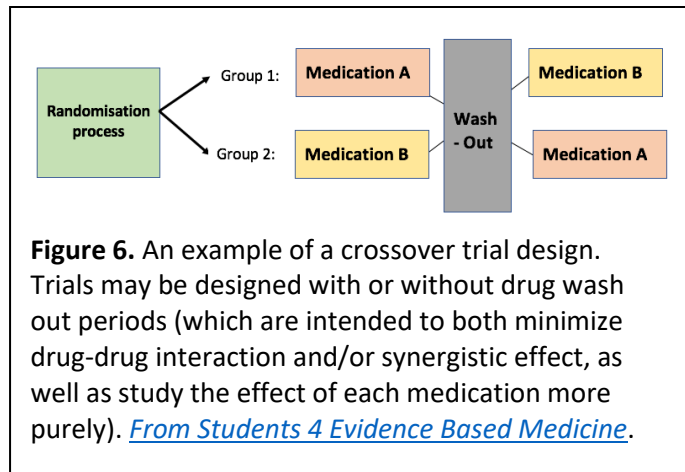 Randomisation
process
Group 1:
Medication A
Medication B
Wash
- Out
Group 2:
Medication B
Medication A
Figure 6. An example of a crossover trial design.
Trials may be designed with or without drug wash
out periods (which are intended to both minimize
drug-drug interaction and/or synergistic effect, as
well as study the effect of each medication more
purely). From Students 4 Evidence Based Medicine.